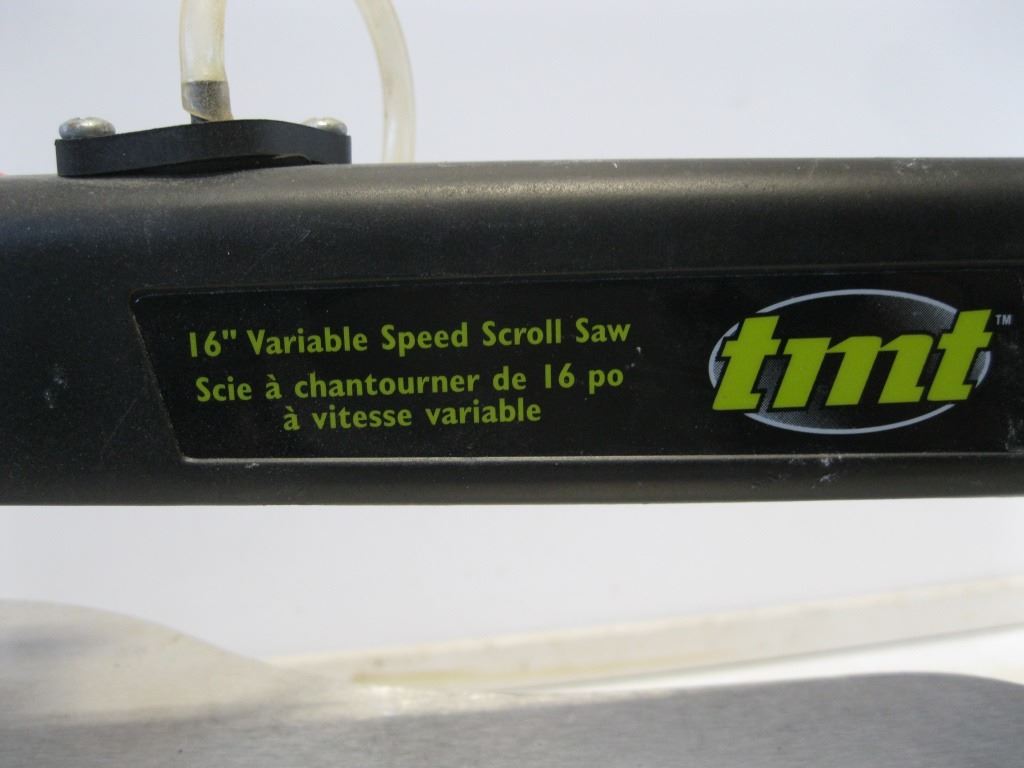 16" Variable Speed Scroll Saw
Scie à chantourner de 16 po
à vitesse variable
tmt™